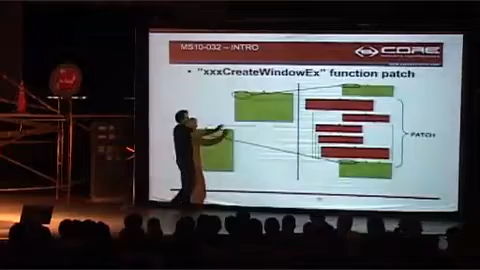 MS10-032 – INTRO
CORE
• "xxxCreateWindowEx" function patch
PATCH